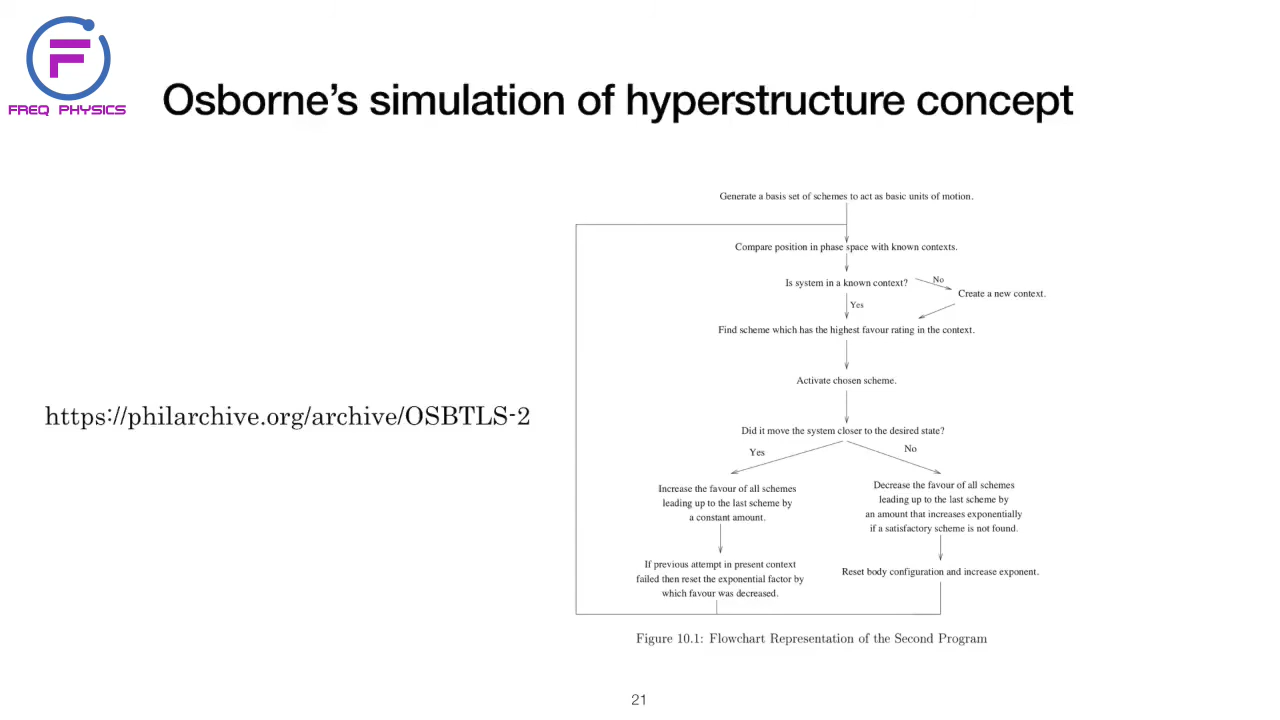 F
FREQ PHYSICS
Osborne's simulation of hyperstructure concept
https://philarchive.org/archive/OSBTLS-2
Generate a basis set of schemes to act as basic units of motion.
Compare position in phase space with known contexts.
Is system in a known context?
No
Create a new context.
Yes
Find scheme which has the highest favour rating in the context.
Activate chosen scheme.
Did it move the system closer to the desired state?
Yes
No
Increase the favour of all schemes
leading up to the last scheme by
a constant amount.
Decrease the favour of all schemes
leading up to the last scheme by
an amount that increases exponentially
if a satisfactory scheme is not found.
If previous attempt in present context
failed then reset the exponential factor by
which favour was decreased.
Reset body configuration and increase exponent.
Figure 10.1: Flowchart Representation of the Second Program
21